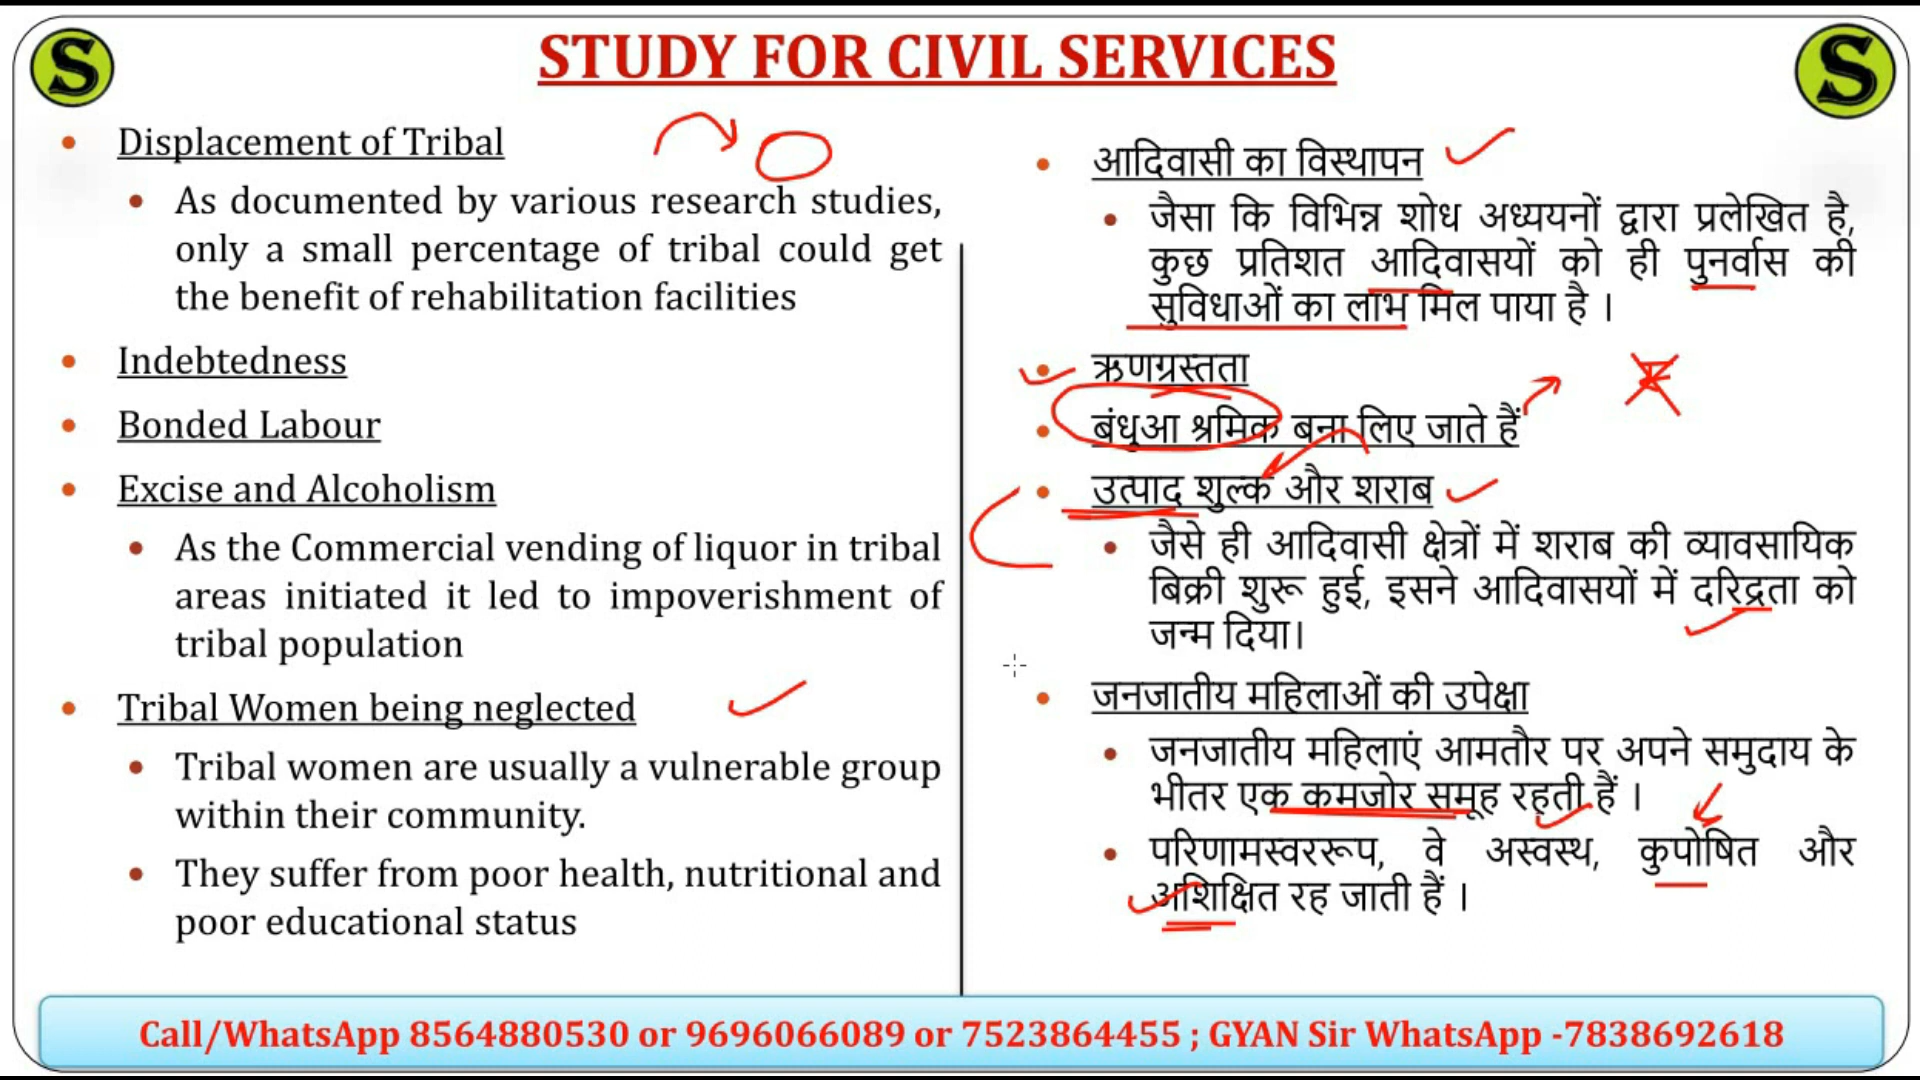 S
STUDY FOR CIVIL SERVICES
S
Displacement of Tribal
As documented by various research studies,
only a small percentage of tribal could get
the benefit of rehabilitation facilities
Indebtedness
Bonded Labour
Excise and Alcoholism
As the Commercial vending of liquor in tribal
areas initiated it led to impoverishment of
tribal population
Tribal Women being neglected
Tribal women are usually a vulnerable group
within their community.
They suffer from poor health, nutritional and
poor educational status
आदिवासी का विस्थापन
जैसा कि विभिन्न शोध अध्ययनों द्वारा प्रलेखित है,
कुछ प्रतिशत आदिवासयों को ही पुनर्वास की
सुविधाओं का लाभ मिल पाया है ।
ऋणग्रस्तता
बंधुआ श्रमिक बना लिए जाते हैं
उत्पाद शुल्क और शराब
जैसे ही आदिवासी क्षेत्रों में शराब की व्यावसायिक
बिक्री शुरू हुई, इसने आदिवासयों में दरिद्रता को
जन्म दिया।
जनजातीय महिलाओं की उपेक्षा
जनजातीय महिलाएं आमतौर पर अपने समुदाय के
भीतर एक कमजोर समूह रहती हैं ।
परिणामस्वररूप, वे अस्वस्थ, कुपोषित और
अशिक्षित रह जाती हैं ।
Call/WhatsApp 8564880530 or 9696066089 or 7523864455 ; GYAN Sir WhatsApp -7838692618